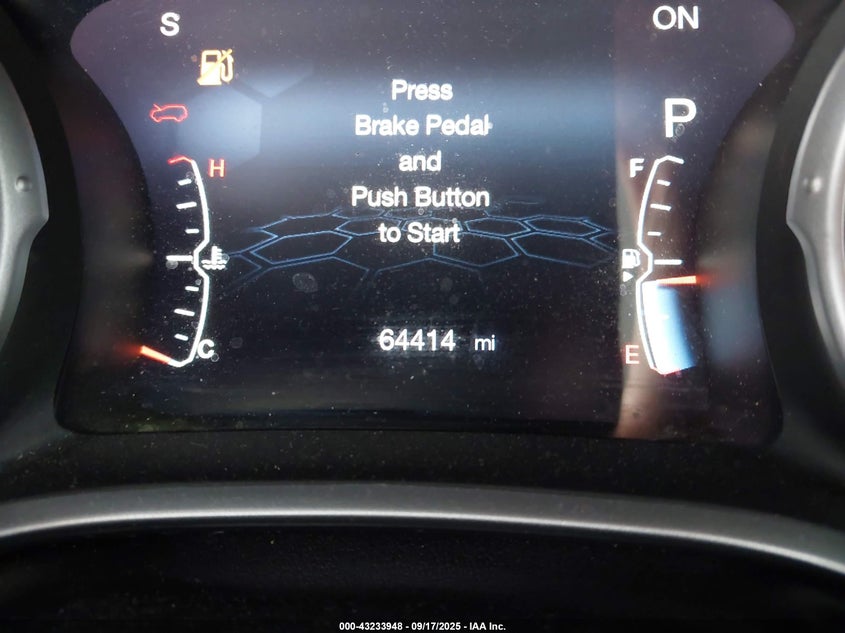 S
ON
Press
Brake Pedal
and
Push Button
to Start
P
H
F
C
E
64414 mi
000-43233948 - 09/17/2025 - IAA Inc.